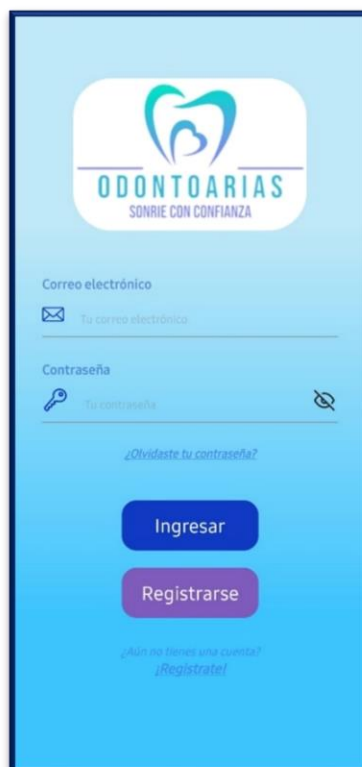 ODONTOARIAS
SONRIE CON CONFIANZA
Correo electrónico
Tu correo electrónico
Contraseña
Tu contraseña
¿Olvidaste tu contraseña?
Ingresar
Registrarse
¿Aún no tienes una cuenta?
¡Registrate!